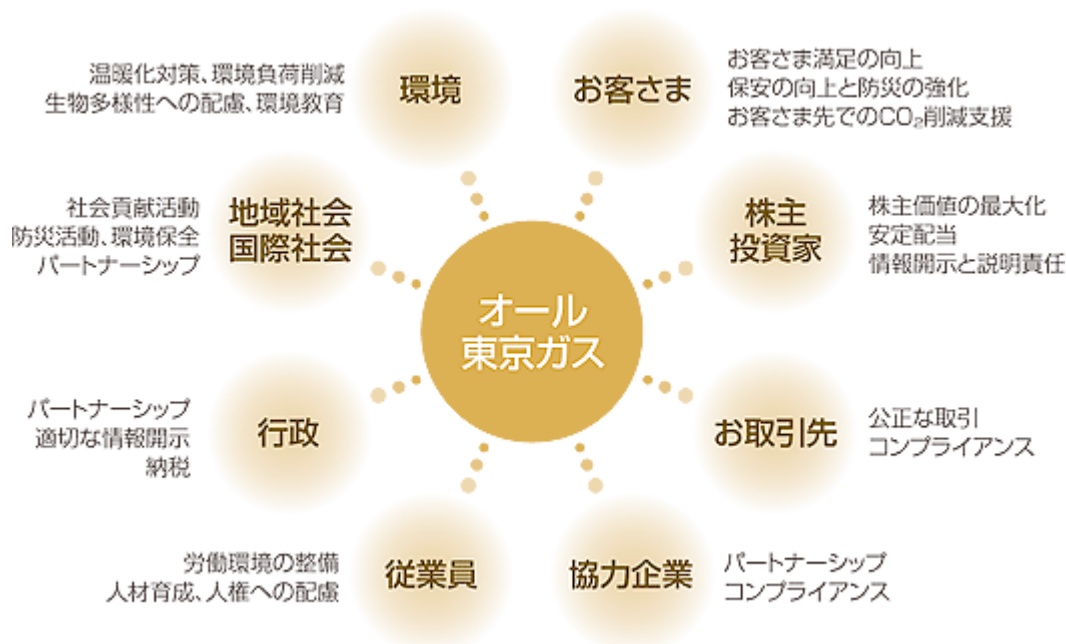 温暖化対策、環境負荷削減
生物多様性への配慮、環境教育
環境
お客さま
お客さま満足の向上
保安の向上と防災の強化
お客さま先でのCO₂削減支援
社会貢献活動
防災活動、環境保全
パートナーシップ
地域社会
国際社会
株主
投資家
株主価値の最大化
安定配当
情報開示と説明責任
オール
東京ガス
パートナーシップ
適切な情報開示
納税
行政
お取引先
公正な取引
コンプライアンス
労働環境の整備
人材育成、人権への配慮
従業員
協力企業
パートナーシップ
コンプライアンス